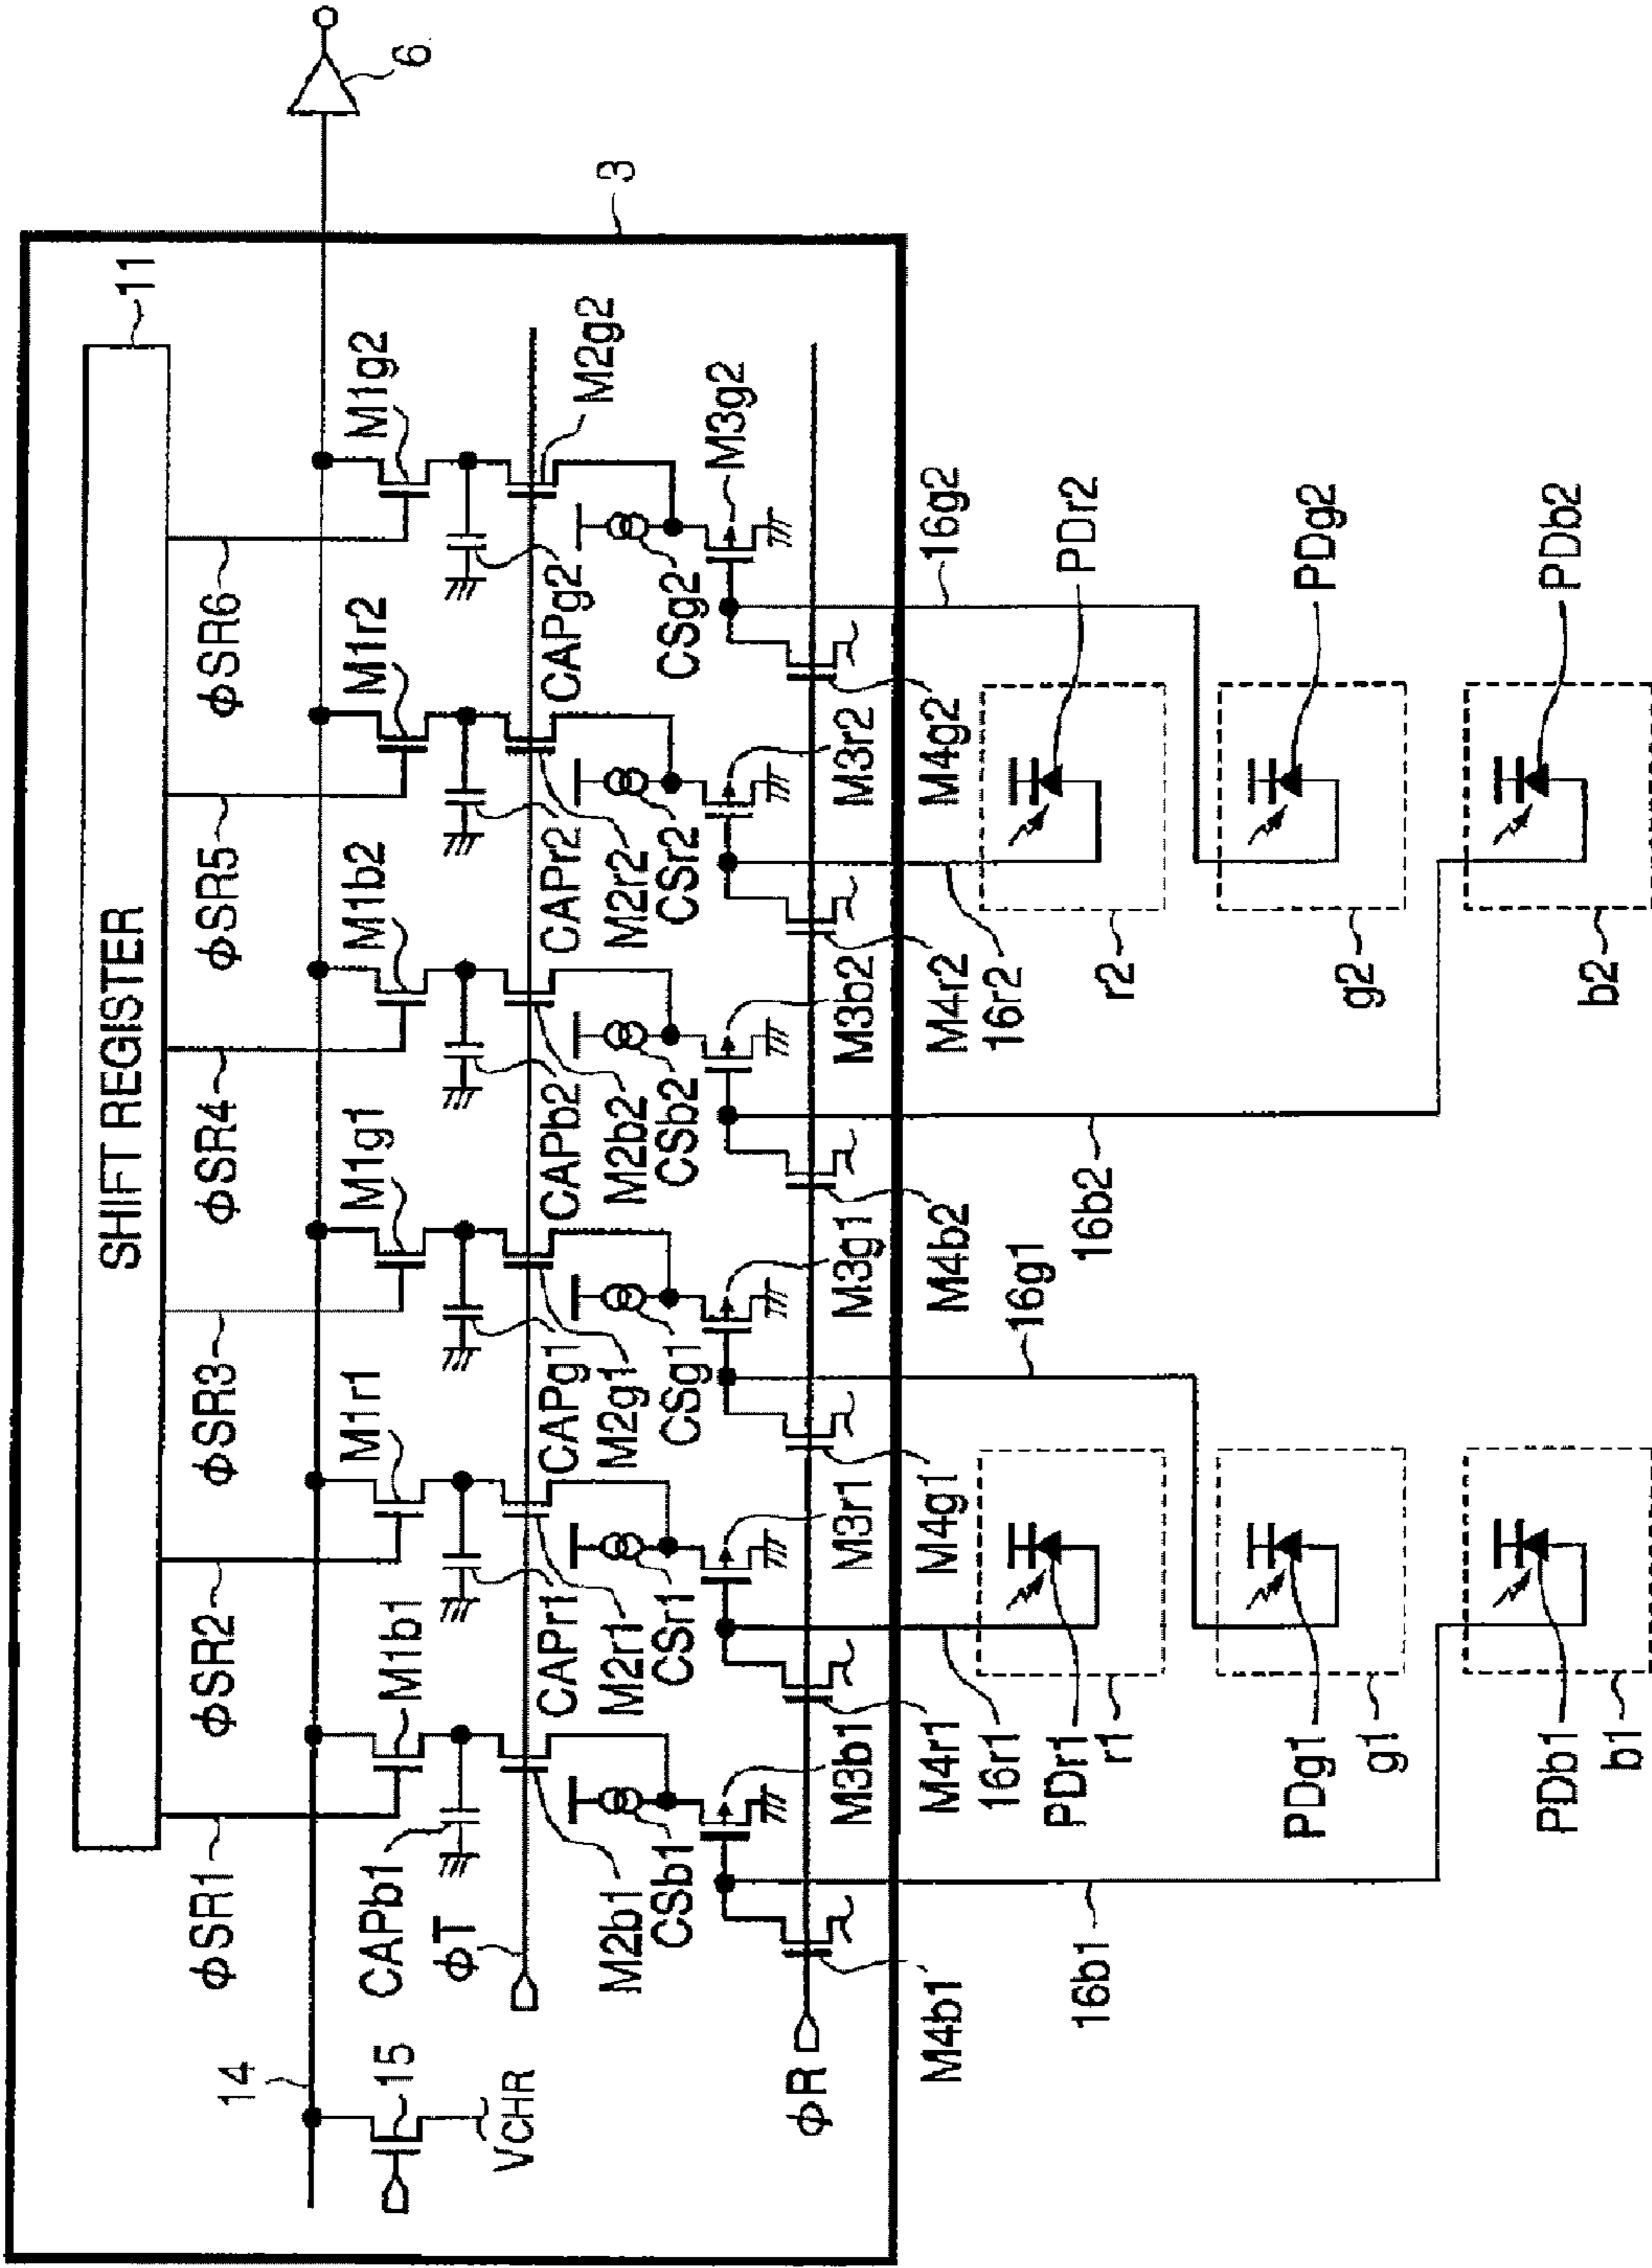 SHIFT REGISTER
11
3
6
ϕSR1
ϕSR2
ϕSR3
ϕSR4
ϕSR5
ϕSR6
14
15
VCHR
CAPb1
M1b1
M1r1
M1g1
M1b2
M1r2
M1g2
ϕT
CAPr1
CAPg1
CAPb2
CAPr2
CAPg2
M2b1
M2r1
M2g1
M2b2
M2r2
M2g2
CSb1
CSr1
CSg1
CSb2
CSr2
CSg2
M3b1
M3r1
M3g1
M3b2
M3r2
M3g2
ϕR
M4b1
M4r1
M4g1
M4b2
M4r2
M4g2
16b1
16r1
16g1
16b2
16r2
16g2
PDr1
r1
r2
PDr2
PDg1
g1
g2
PDg2
PDb1
b1
b2
PDb2